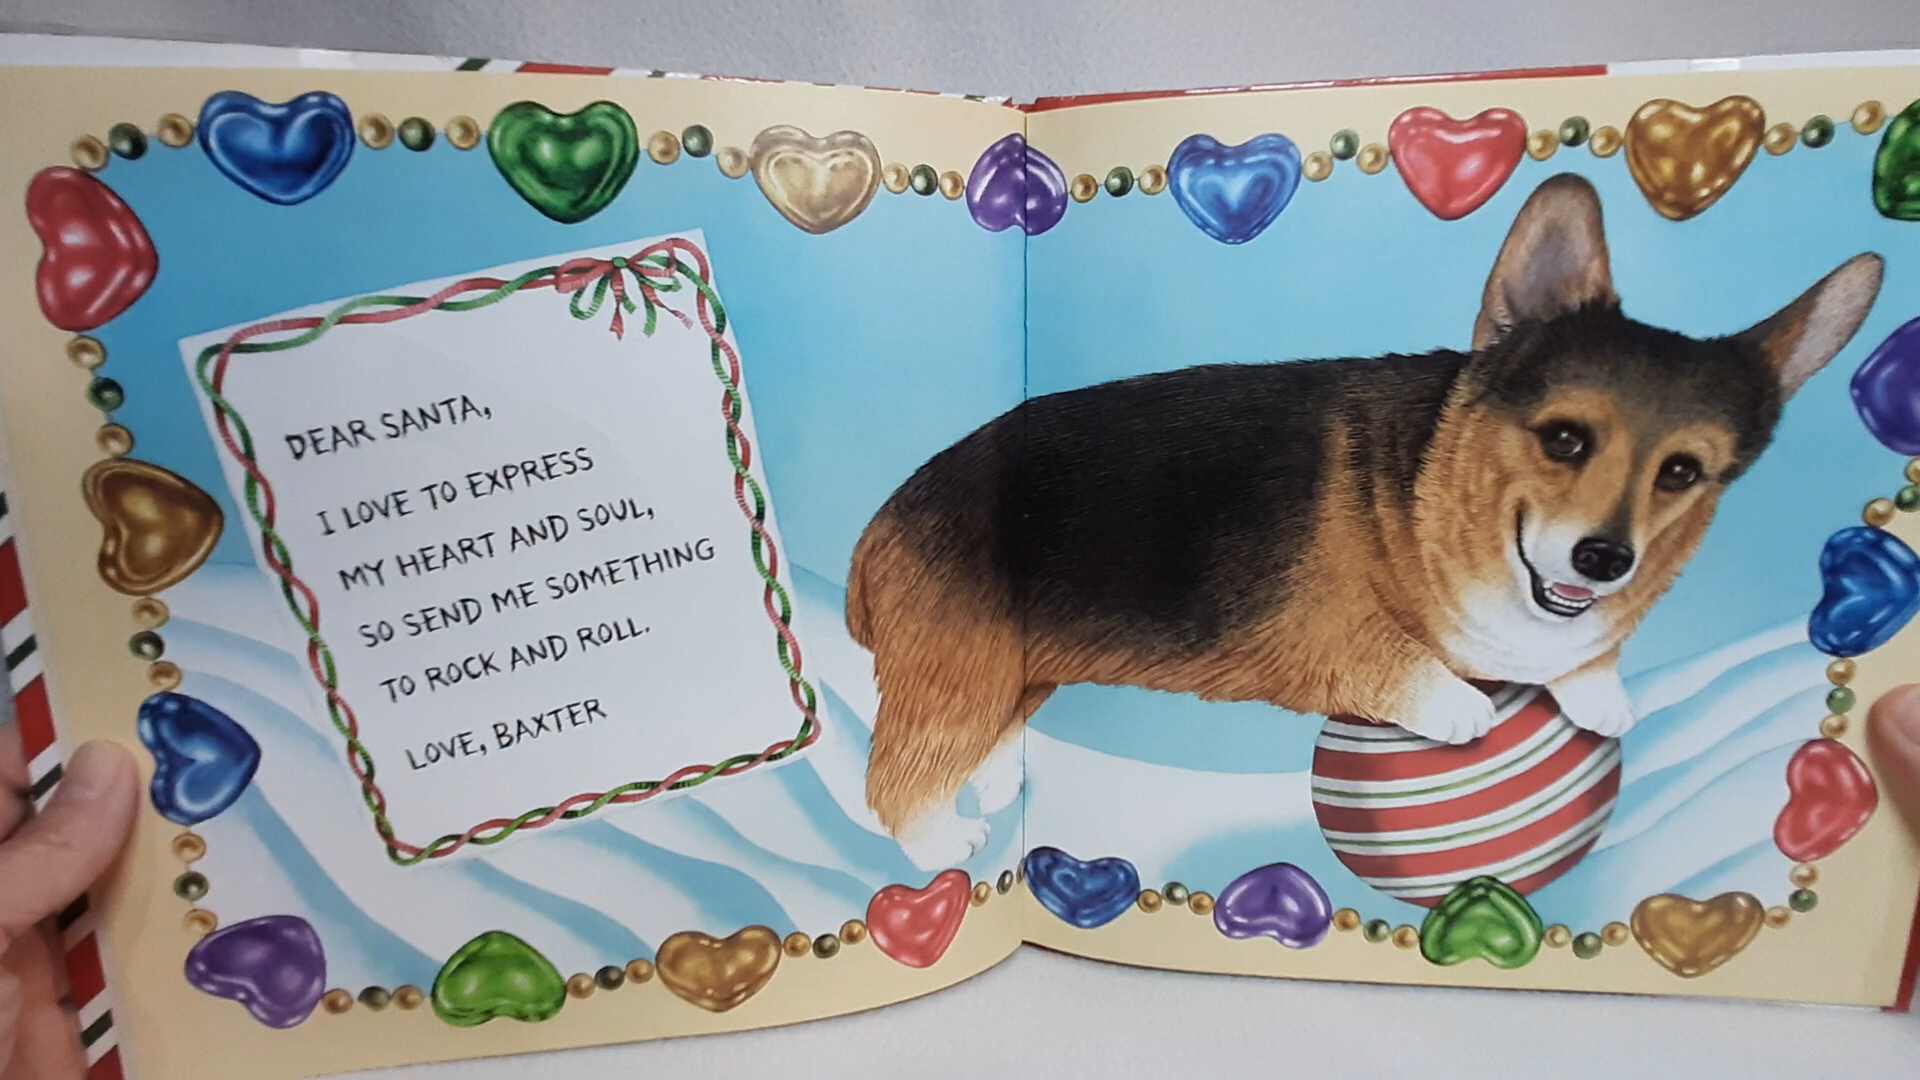 DEAR SANTA,
I LOVE TO EXPRESS
MY HEART AND SOUL,
SO SEND ME SOMETHING
TO ROCK AND ROLL.
LOVE, BAXTER